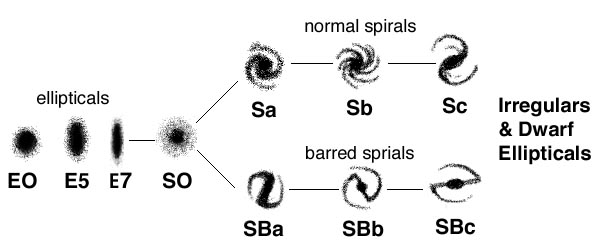 normal spirals
ellipticals
Sa Sb Sc
Irregulars
& Dwarf
Ellipticals
barred sprials
EO E5 E7 SO
SBa SBb SBc